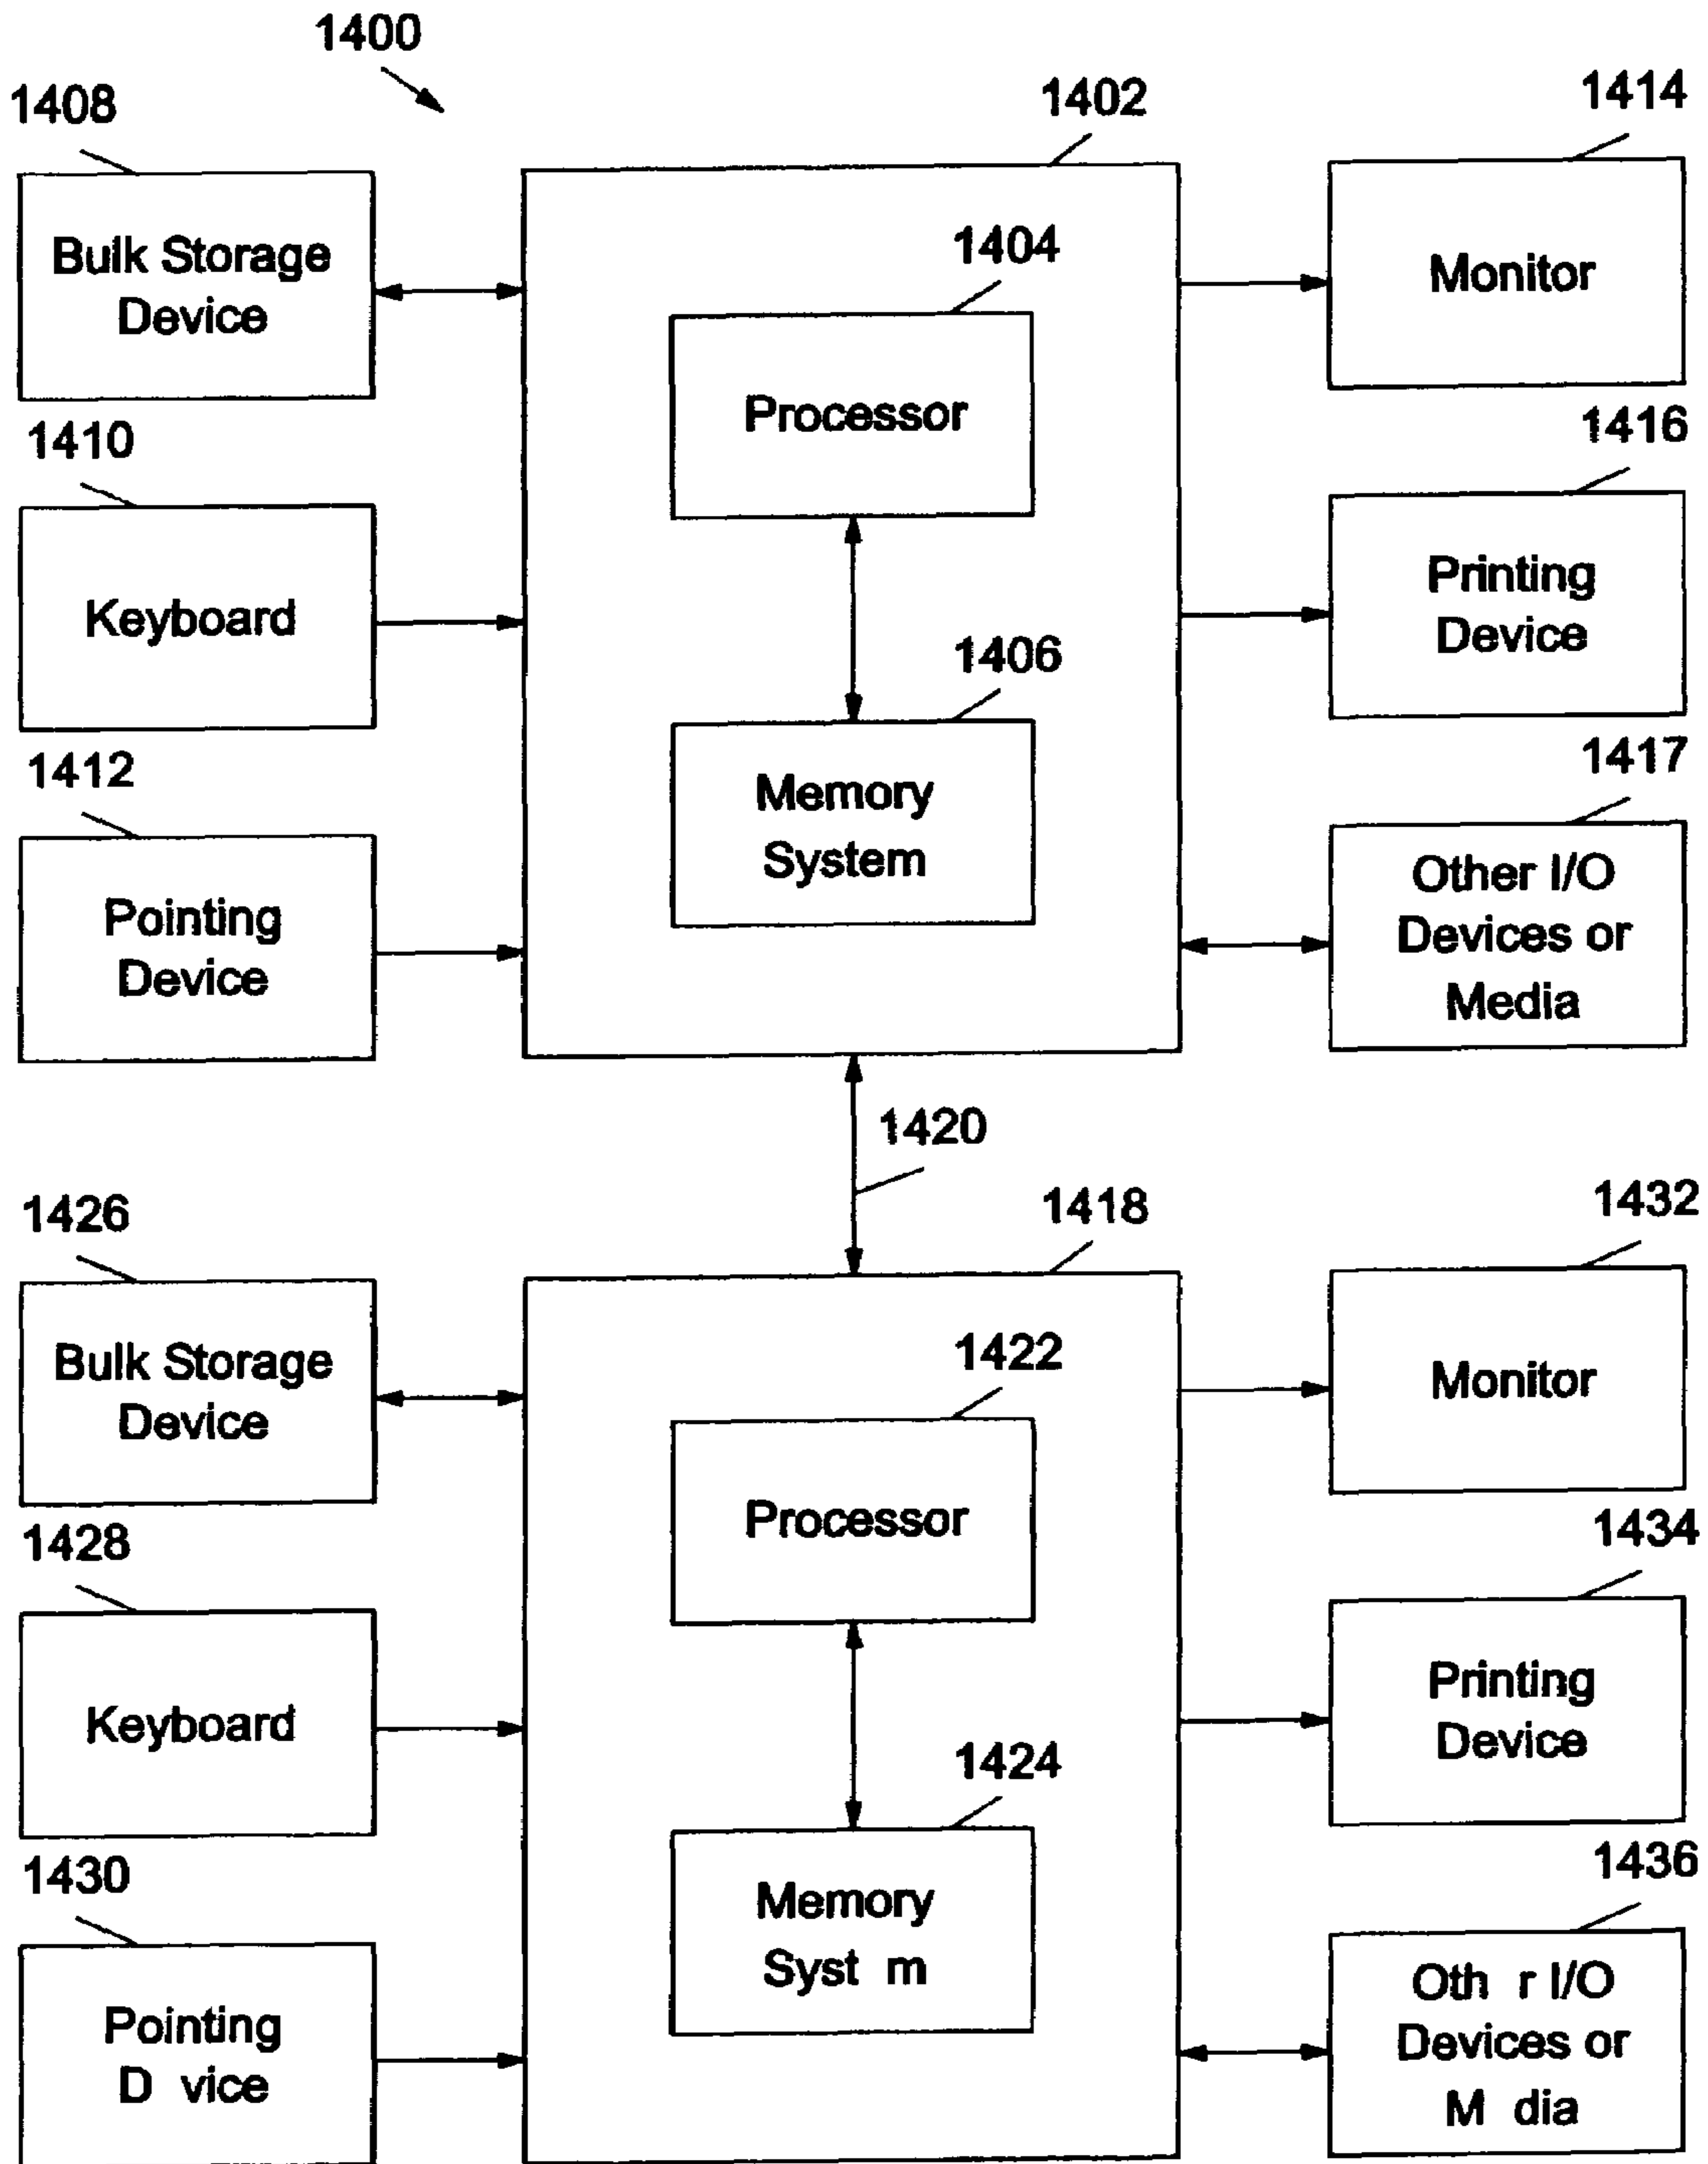 1400
1408
1402
1414
Bulk Storage
Device
1404
Monitor
Processor
1410
1416
Keyboard
Printing
Device
1406
1412
1417
Memory
System
Pointing
Device
Other I/O
Devices or
Media
1420
1426
1418
1432
Bulk Storage
Device
1422
Monitor
Processor
1428
1434
Keyboard
Printing
Device
1424
1430
1436
Memory
Syst m
Pointing
D vice
Oth r I/O
Devices or
M dia